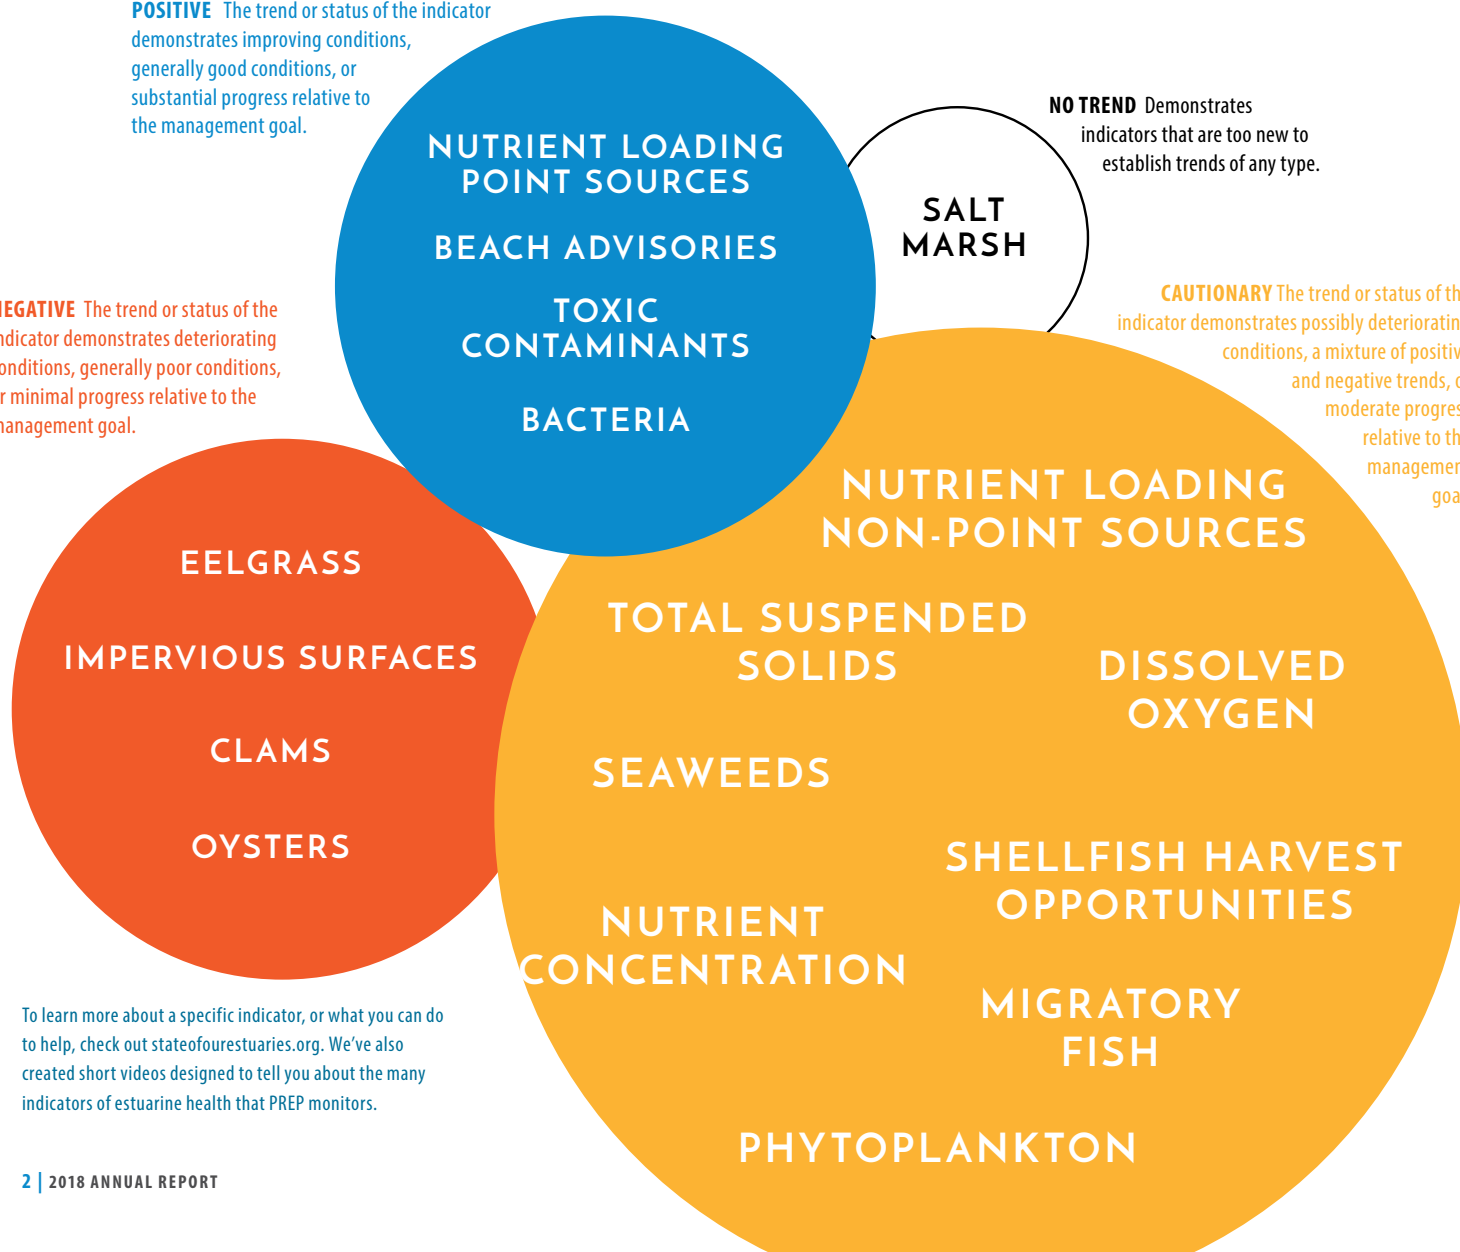 POSITIVE The trend or status of the indicator
demonstrates improving conditions,
generally good conditions, or
substantial progress relative to
the management goal.
NUTRIENT LOADING
POINT SOURCES
BEACH ADVISORIES
TOXIC
CONTAMINANTS
BACTERIA
NO TREND Demonstrates
indicators that are too new to
establish trends of any type.
SALT
MARSH
EGATIVE The trend or status of the
ndicator demonstrates deteriorating
onditions, generally poor conditions,
r minimal progress relative to the
anagement goal.
EELGRASS
IMPERVIOUS SURFACES
CLAMS
OYSTERS
CAUTIONARY The trend or status of th
indicator demonstrates possibly deterioratin
conditions, a mixture of positiv
and negative trends, o
moderate progres
relative to th
managemen
goa
NUTRIENT LOADING
NON-POINT SOURCES
TOTAL SUSPENDED
SOLIDS
DISSOLVED
OXYGEN
SEAWEEDS
SHELLFISH HARVEST
OPPORTUNITIES
NUTRIENT
CONCENTRATION
MIGRATORY
FISH
PHYTOPLANKTON
To learn more about a specific indicator, or what you can do
to help, check out stateofourestuaries.org. We've also
created short videos designed to tell you about the many
indicators of estuarine health that PREP monitors.
2 | 2018 ANNUAL REPORT